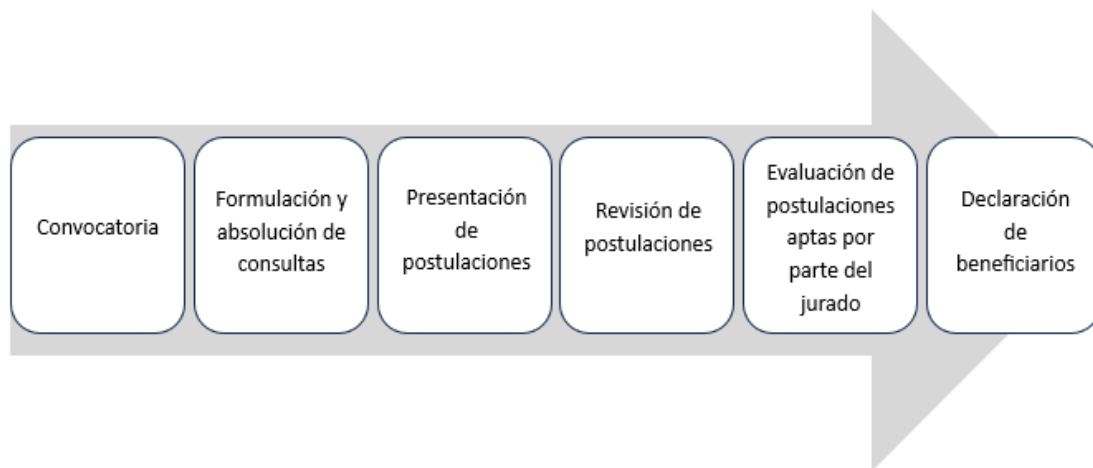 Convocatoria
Formulación y
absolución de
consultas
Presentación
de
postulaciones
Revisión de
postulaciones
Evaluación de
postulaciones
aptas por
parte del
jurado
Declaración
de
beneficiarios